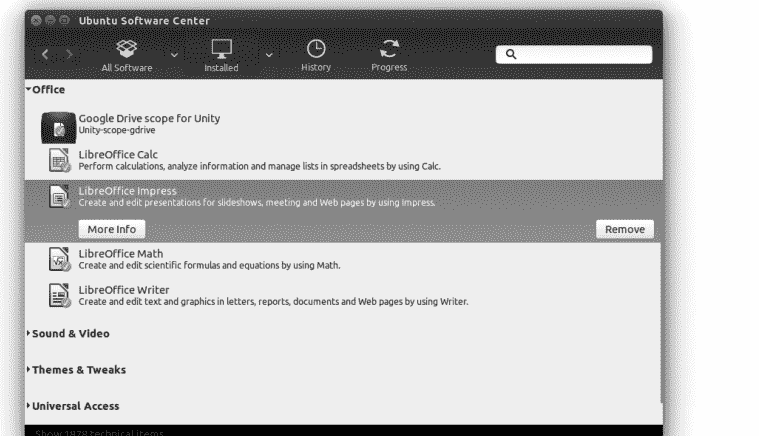 Ubuntu Software Center
All Software
Installed
History
Progress
Office
Google Drive scope for Unity
Unity-scope-gdrive
LibreOffice Calc
Perform calculations, analyze information and manage lists in spreadsheets by using Calc.
LibreOffice Impress
Create and edit presentations for slideshows, meeting and Web pages by using Impress.
More Info
Remove
LibreOffice Math
Create and edit scientific formulas and equations by using Math.
LibreOffice Writer
Create and edit text and graphics in letters, reports, documents and Web pages by using Writer.
Sound & Video
Themes & Tweaks
Universal Access
Show 1878 technical items